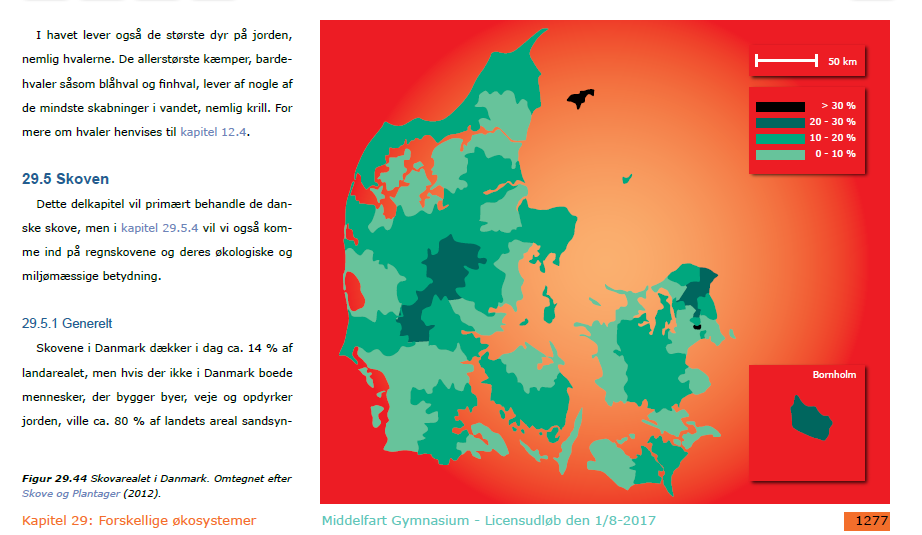 I havet lever også de største dyr på jorden,
nemlig hvalerne. De allerstørste kæmper, barde-
hvaler såsom blåhval og finhval, lever af nogle af
de mindste skabninger i vandet, nemlig krill. For
mere om hvaler henvises til kapitel 12.4.
29.5 Skoven
Dette delkapitel vil primært behandle de dan-
ske skove, men i kapitel 29.5.4 vil vi også kom-
me ind på regnskovene og deres økologiske og
miljømæssige betydning.
29.5.1 Generelt
Skovene i Danmark dækker i dag ca. 14 % af
landarealet, men hvis der ikke i Danmark boede
mennesker, der bygger byer, veje og opdyrker
jorden, ville ca. 80 % af landets areal sandsyn-
Figur 29.44 Skovarealet i Danmark. Omtegnet efter
Skove og Plantager (2012).
50 km
> 30 %
20 - 30 %
10 - 20 %
0 - 10 %
Bornholm
Kapitel 29: Forskellige økosystemer
Middelfart Gymnasium - Licensudløb den 1/8-2017
1277